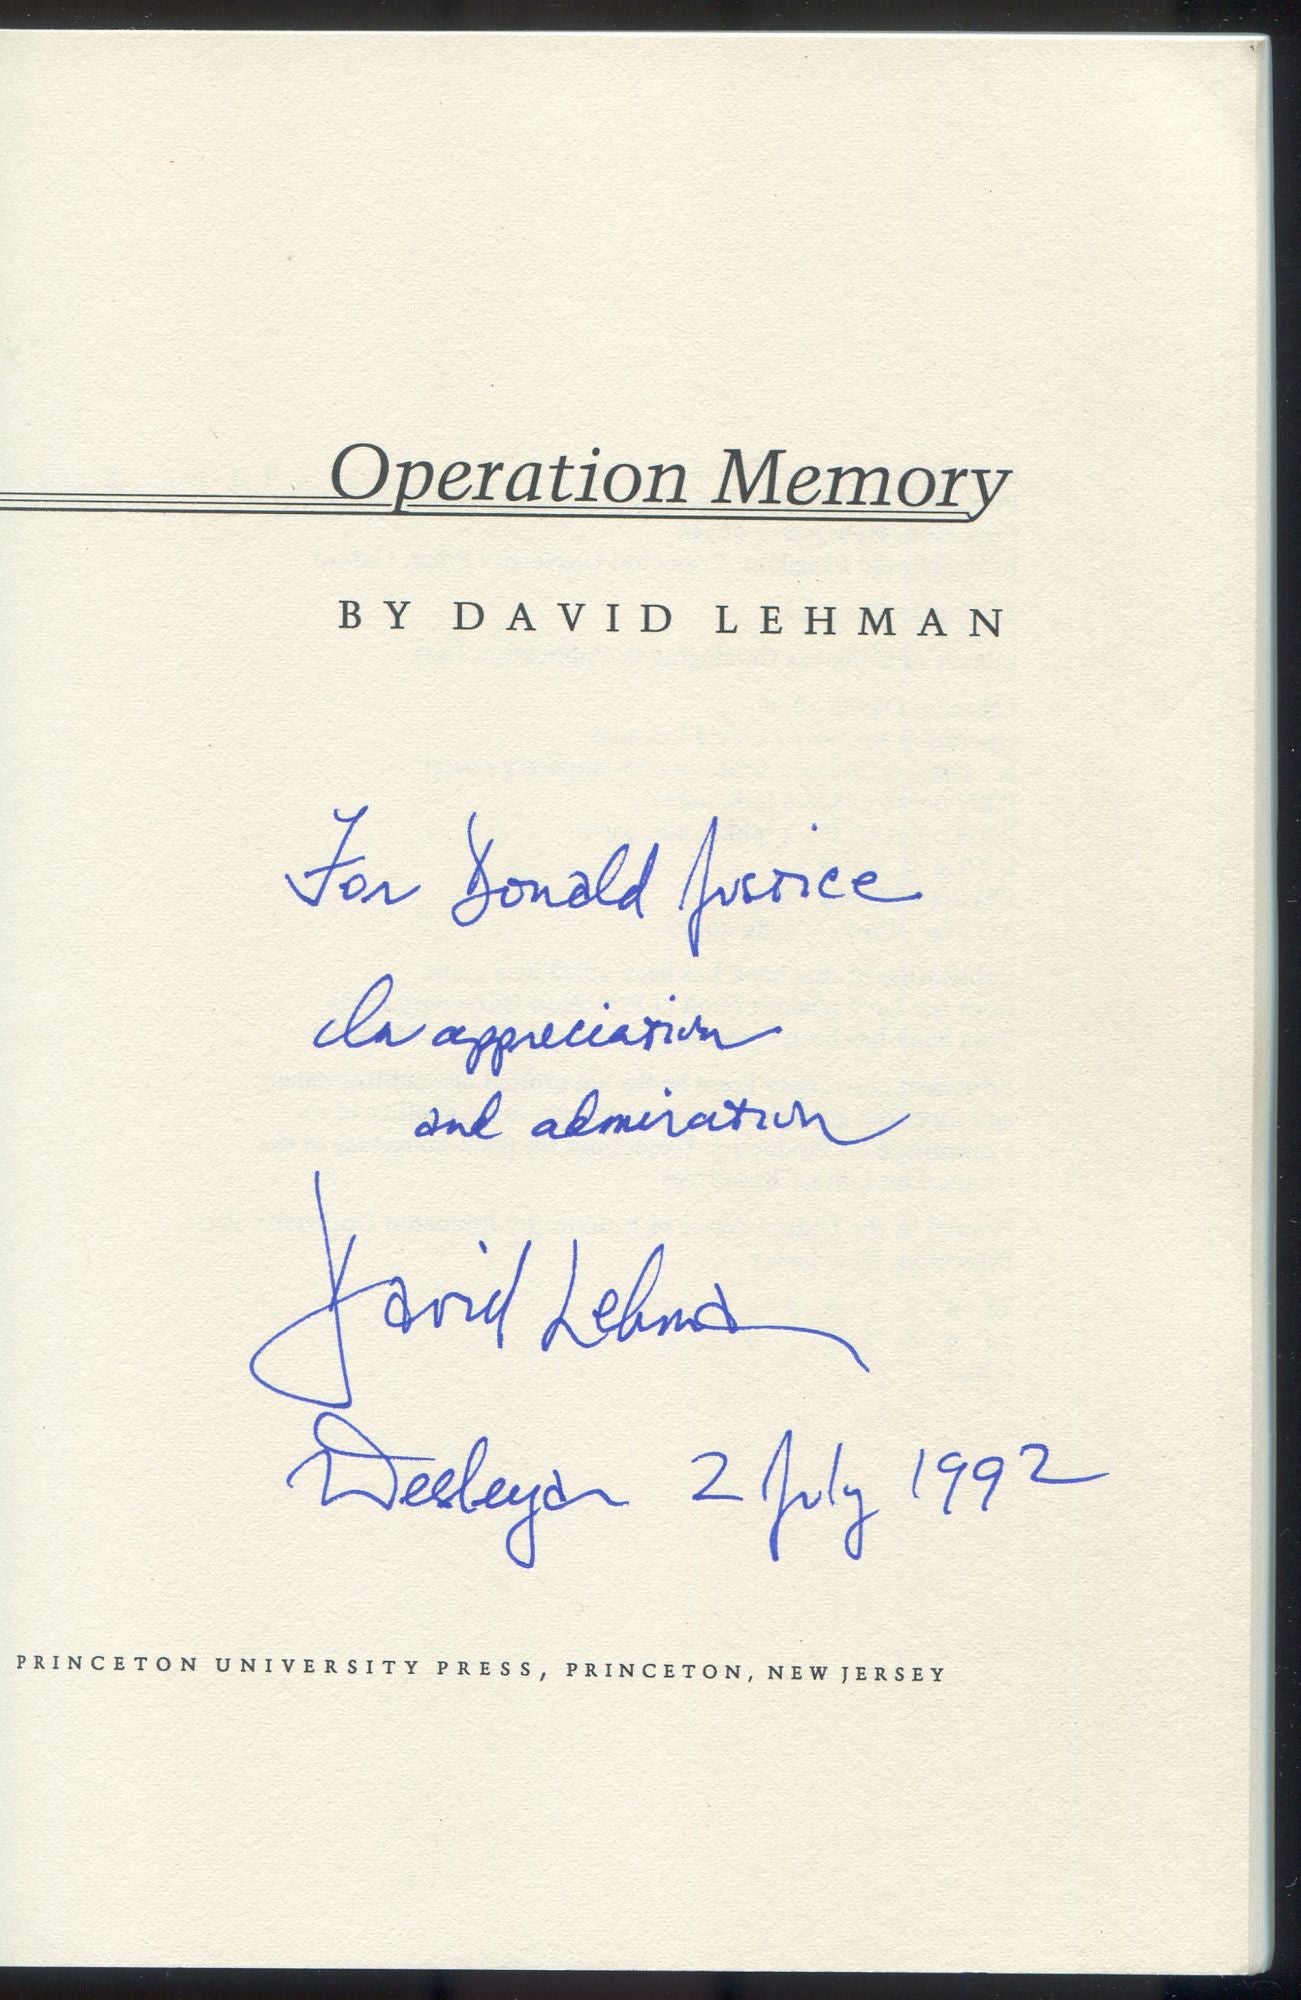 Operation Memory
BY DAVID LEHMAN
For Donald Justice
In appreciation
and admiration
David Lehman
Wesleyan 2 July 1992
PRINCETON UNIVERSITY PRESS, PRINCETON, NEW JERSEY